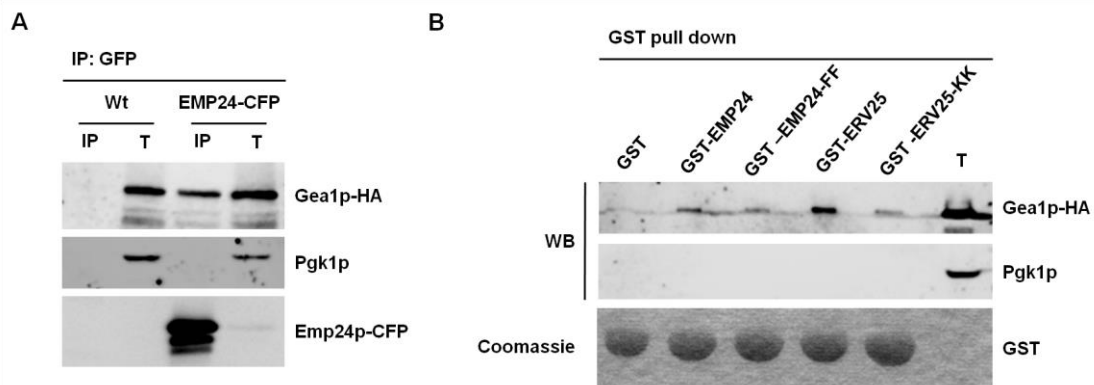 A
IP: GFP
Wt EMP24-CFP
IP T IP T
Gea1p-HA
Pgk1p
Emp24p-CFP
B
GST pull down
GST GST-EMP24 GST –EMP24-FF GST-ERV25 GST -ERV25-KK T
WB
Gea1p-HA
Pgk1p
Coomassie GST